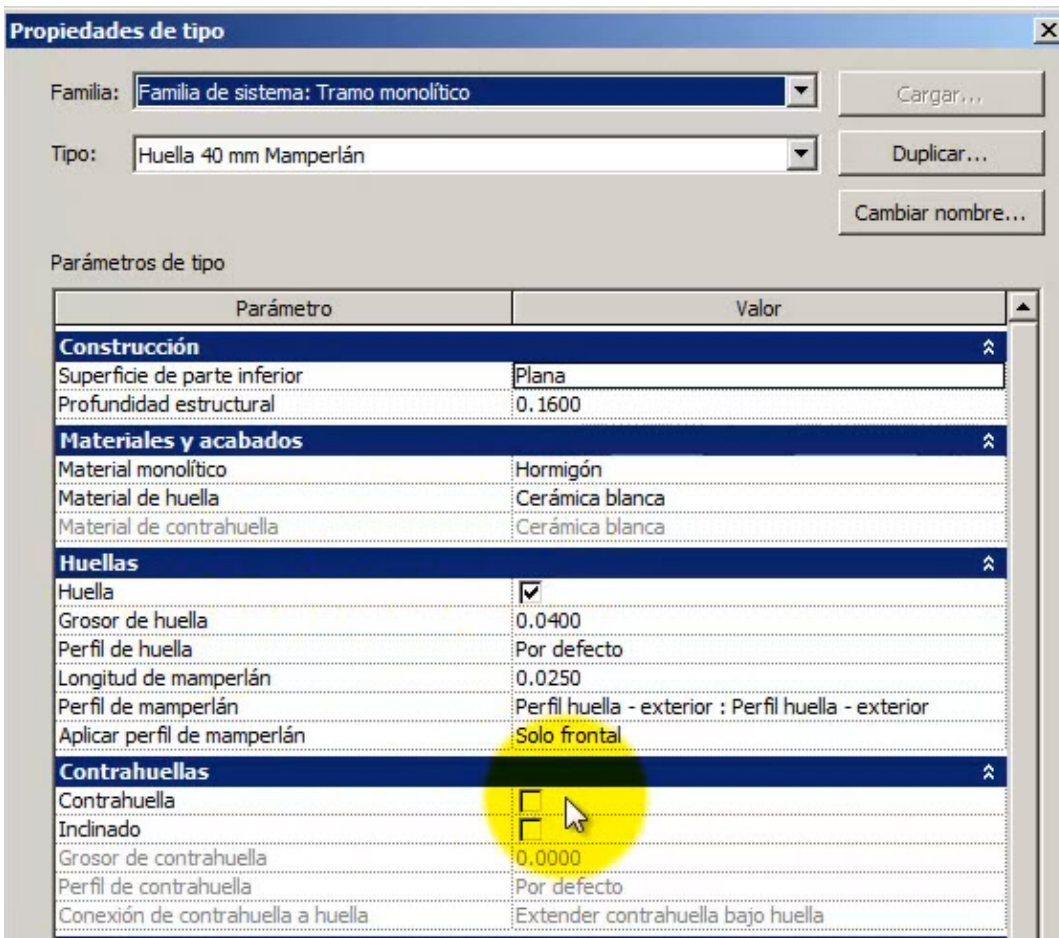 Propiedades de tipo
Familia: Familia de sistema: Tramo monolítico Cargar...
Tipo: Huella 40 mm Mamperlán Duplicar...
Cambiar nombre...
Parámetros de tipo
Parámetro Valor
Construcción
Superficie de parte inferior Plana
Profundidad estructural 0.1600
Materiales y acabados
Material monolítico Hormigón
Material de huella Cerámica blanca
Material de contrahuella Cerámica blanca
Huellas
Huella
Grosor de huella 0.0400
Perfil de huella Por defecto
Longitud de mamperlán 0.0250
Perfil de mamperlán Perfil huella - exterior : Perfil huella - exterior
Aplicar perfil de mamperlán Solo frontal
Contrahuellas
Contrahuella
Inclinado
Grosor de contrahuella 0.0000
Perfil de contrahuella Por defecto
Conexión de contrahuella a huella Extender contrahuella bajo huella